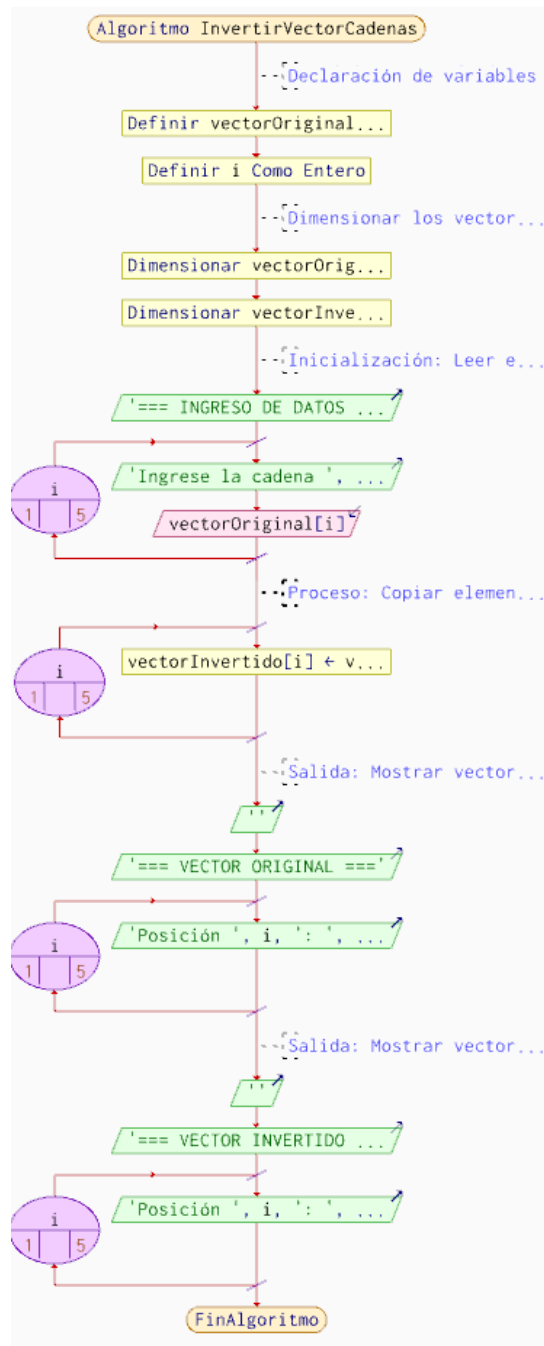 Algoritmo InvertirVectorCadenas
Declaración de variables
Definir vectorOriginal...
Definir i Como Entero
Dimensionar los vector...
Dimensionar vectorOrig...
Dimensionar vectorInve...
Inicialización: Leer e...
'=== INGRESO DE DATOS ...
'Ingrese la cadena ', ...
i
1 5
vectorOriginal[i]
Proceso: Copiar elemen...
vectorInvertido[i] ← v...
i
1 5
Salida: Mostrar vector...
''
'=== VECTOR ORIGINAL ==='
'Posición ', i, ': ', ...
i
1 5
Salida: Mostrar vector...
''
'=== VECTOR INVERTIDO ...
'Posición ', i, ': ', ...
i
1 5
FinAlgoritmo